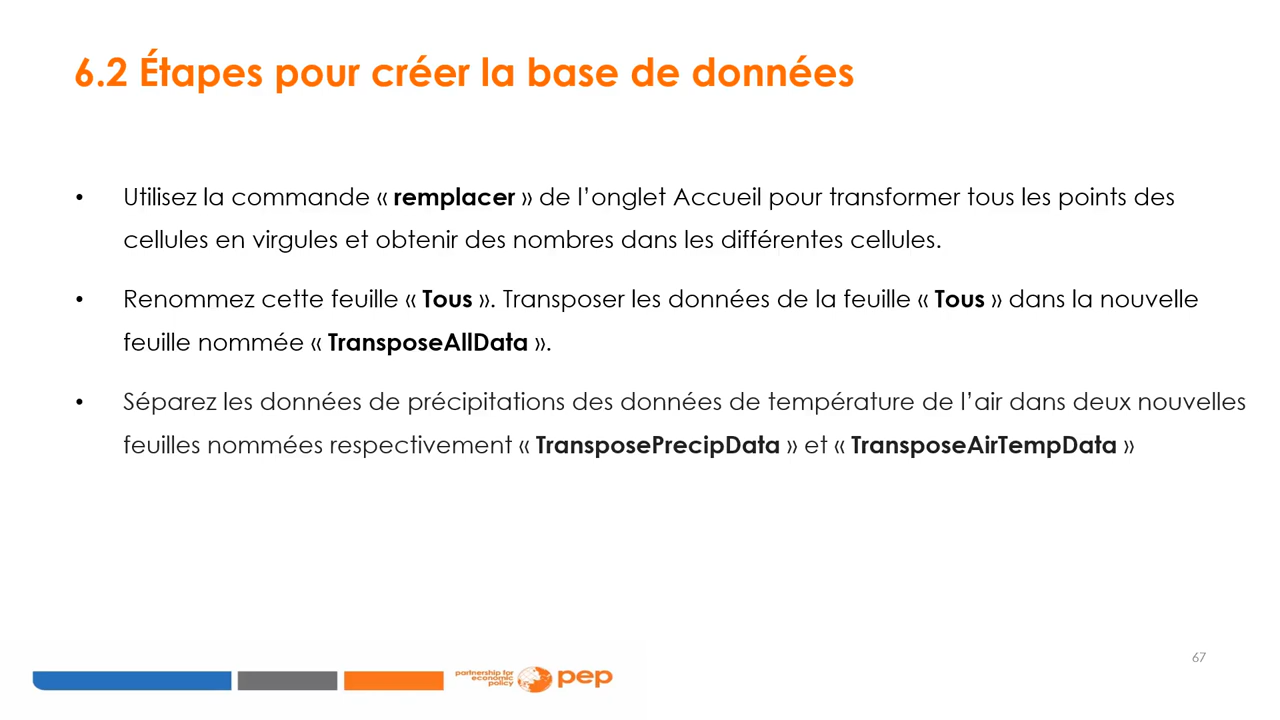 6.2 Étapes pour créer la base de données
• Utilisez la commande « remplacer » de l’onglet Accueil pour transformer tous les points des
cellules en virgules et obtenir des nombres dans les différentes cellules.
• Renommez cette feuille « Tous ». Transposer les données de la feuille « Tous » dans la nouvelle
feuille nommée « TransposeAllData ».
• Séparez les données de précipitations des données de température de l’air dans deux nouvelles
feuilles nommées respectivement « TransposePrecipData » et « TransposeAirTempData »
67
partnership for
economic
policy
pep